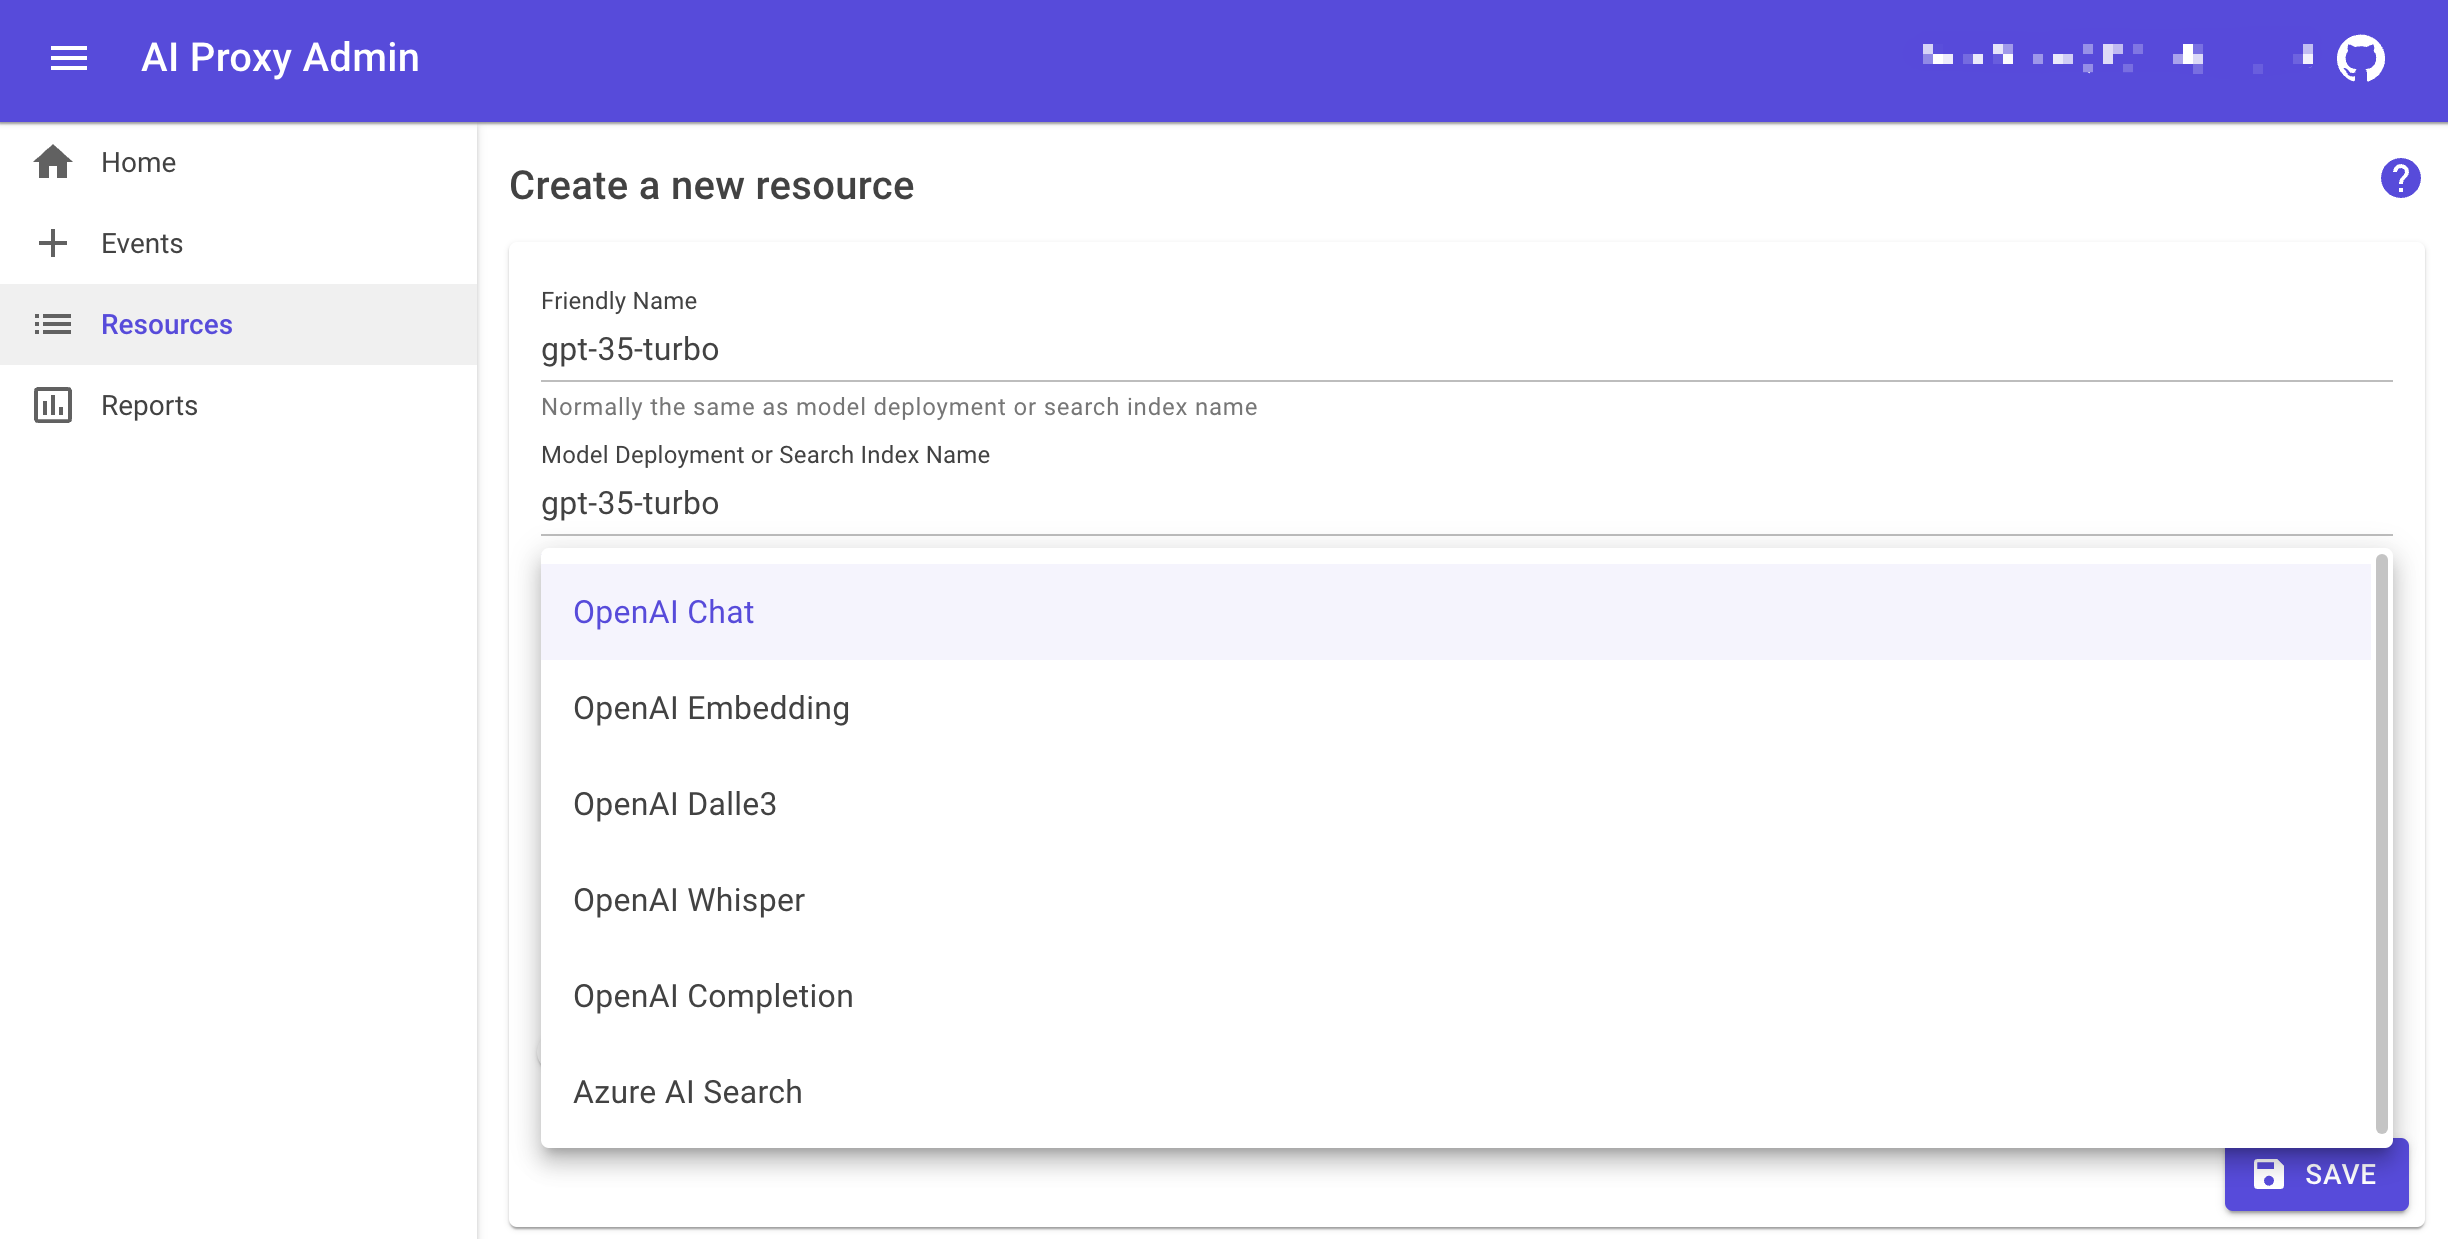 AI Proxy Admin
Home
Events
Resources
Reports
Create a new resource
?
Friendly Name
gpt-35-turbo
Normally the same as model deployment or search index name
Model Deployment or Search Index Name
gpt-35-turbo
OpenAI Chat
OpenAI Embedding
OpenAI Dalle3
OpenAI Whisper
OpenAI Completion
Azure AI Search
SAVE